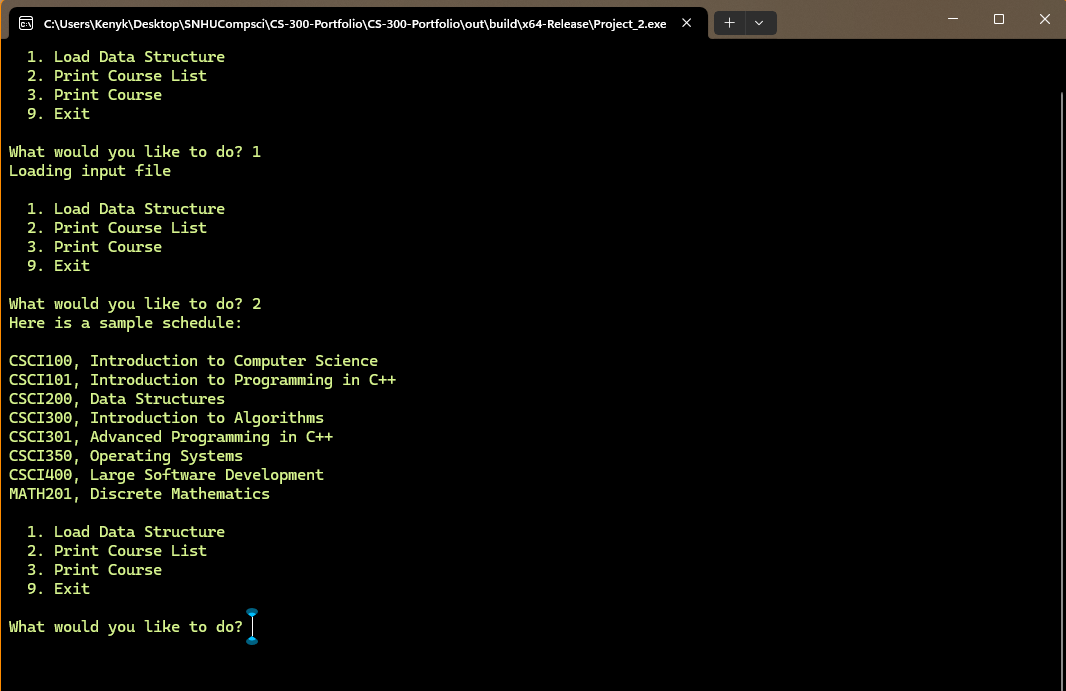 C:\Users\Kenyk\Desktop\SNHUCompsci\CS-300-Portfolio\CS-300-Portfolio\out\build\x64-Release\Project_2.exe
1. Load Data Structure
2. Print Course List
3. Print Course
9. Exit
What would you like to do? 1
Loading input file
1. Load Data Structure
2. Print Course List
3. Print Course
9. Exit
What would you like to do? 2
Here is a sample schedule:
CSCI100, Introduction to Computer Science
CSCI101, Introduction to Programming in C++
CSCI200, Data Structures
CSCI300, Introduction to Algorithms
CSCI301, Advanced Programming in C++
CSCI350, Operating Systems
CSCI400, Large Software Development
MATH201, Discrete Mathematics
1. Load Data Structure
2. Print Course List
3. Print Course
9. Exit
What would you like to do?